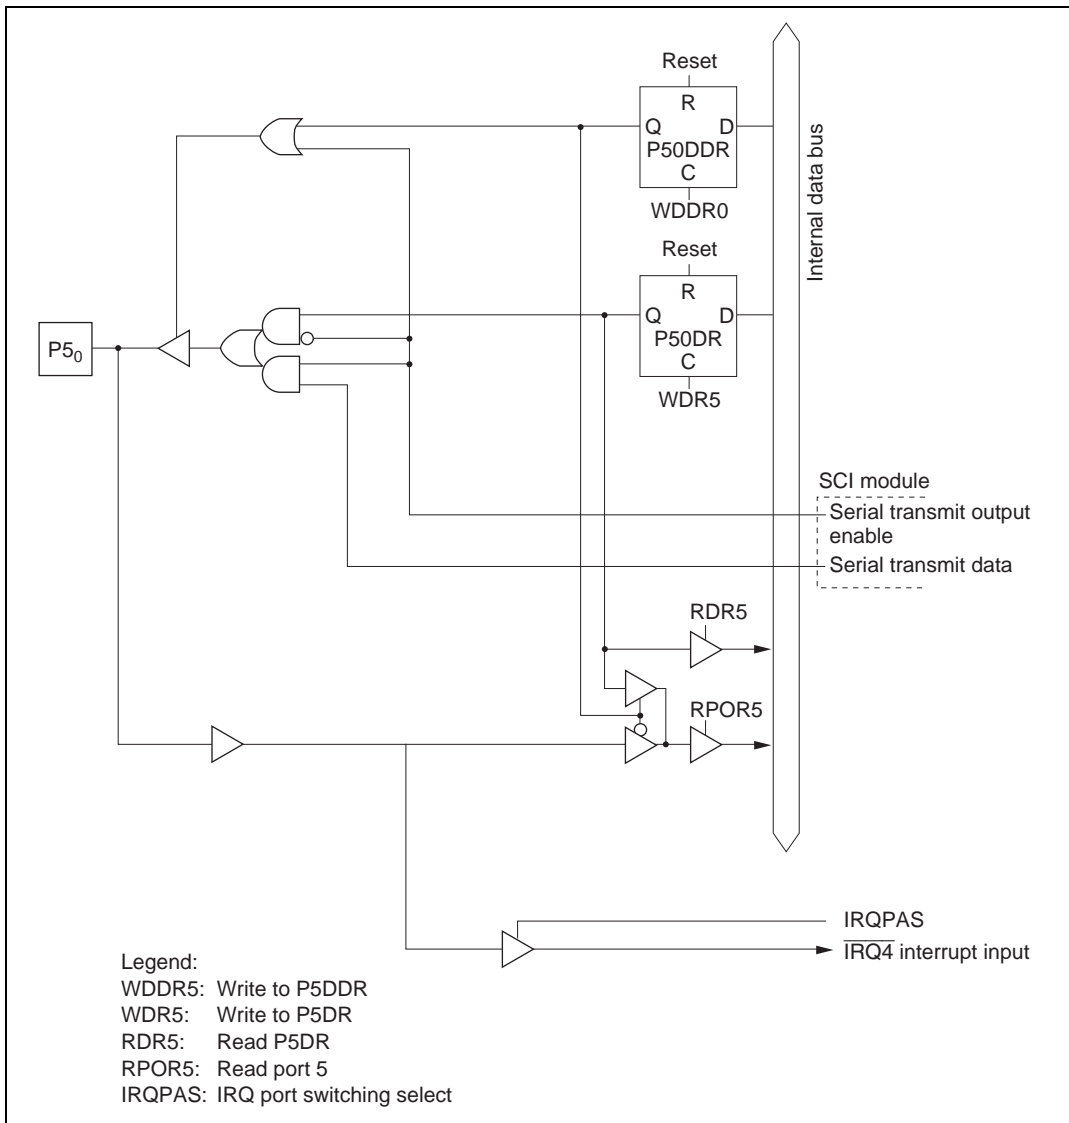 Reset
R
Q D
P50DDR
C
WDDR0
Internal data bus
Reset
R
Q D
P50DR
C
WDR5
P5₀
SCI module
Serial transmit output
enable
Serial transmit data
RDR5
RPOR5
IRQPAS
I̅R̅Q̅4̅ interrupt input
Legend:
WDDR5: Write to P5DDR
WDR5: Write to P5DR
RDR5: Read P5DR
RPOR5: Read port 5
IRQPAS: IRQ port switching select